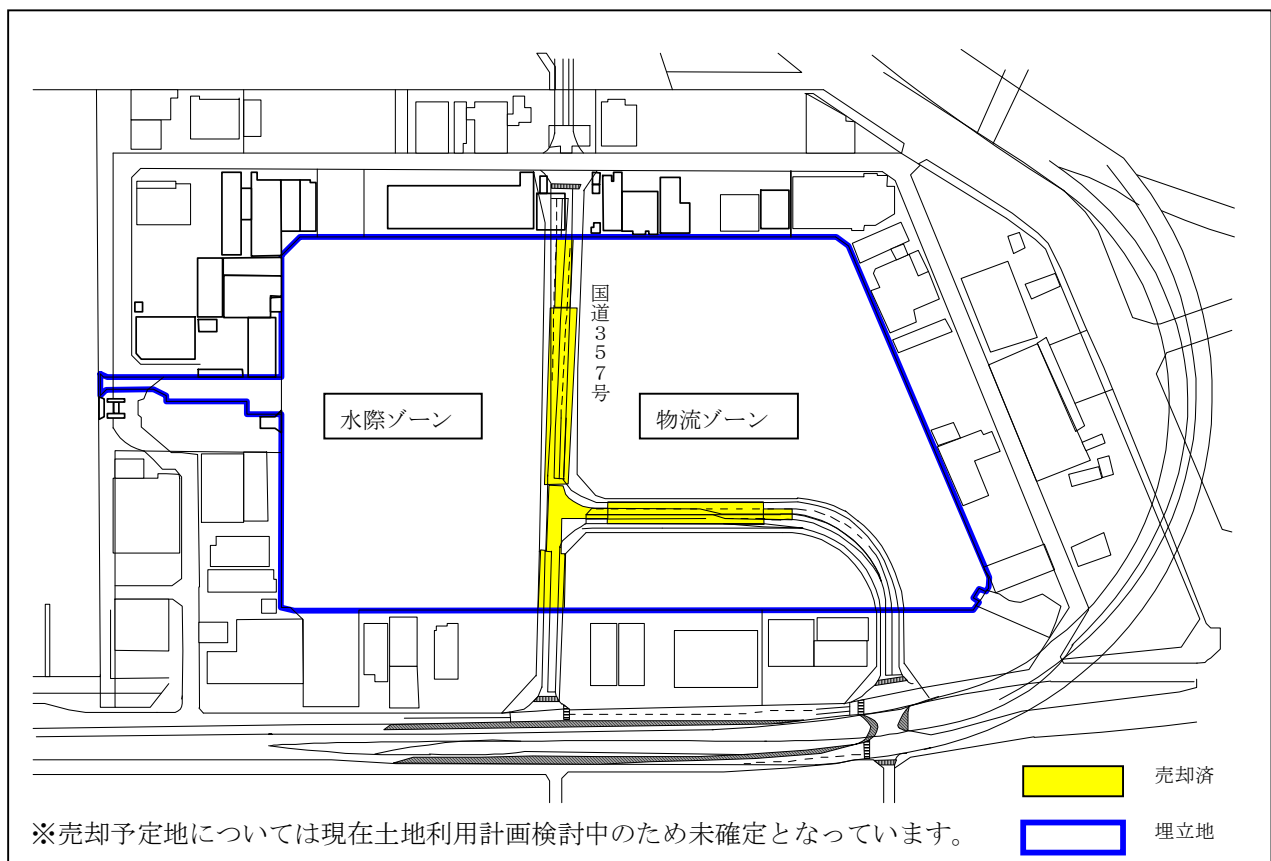 国道３５７号
水際ゾーン
物流ゾーン
売却済
※売却予定地については現在土地利用計画検討中のため未確定となっています。
埋立地